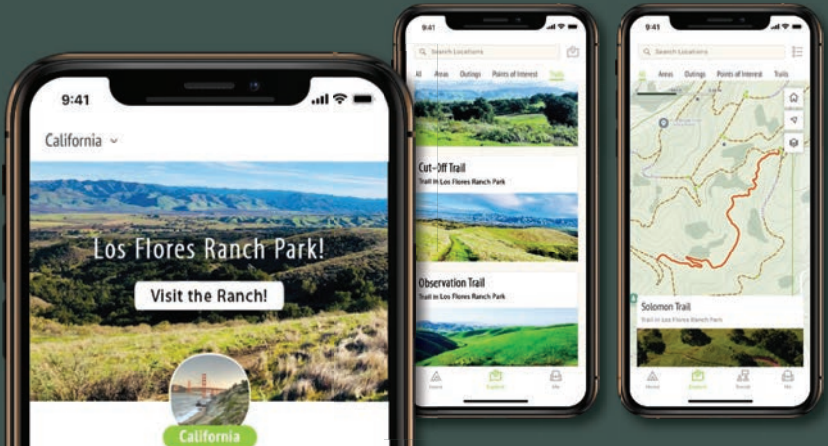 9:41
California
Los Flores Ranch Park!
Visit the Ranch!
California
9:41
Search Locations
All Areas Outings Points of Interest Trails
Cut-Off Trail
Trail in Los Flores Ranch Park
Observation Trail
Trail in Los Flores Ranch Park
Home Explore Me
9:41
Search Locations
All Areas Outings Points of Interest Trails
Solomon Trail
Trail in Los Flores Ranch Park
Home Explore Me